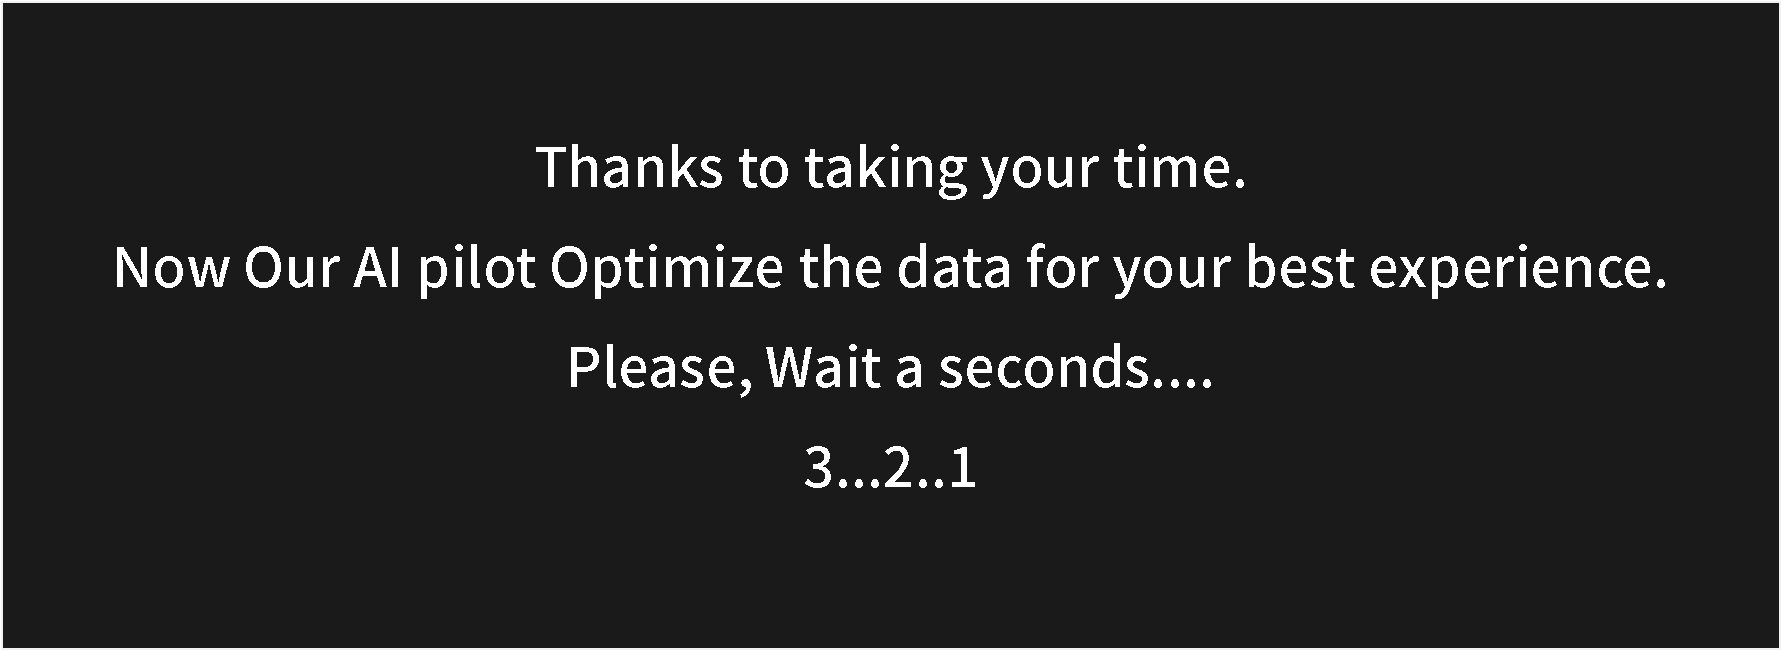 Thanks to taking your time.
Now Our AI pilot Optimize the data for your best experience.
Please, Wait a seconds....
3...2..1